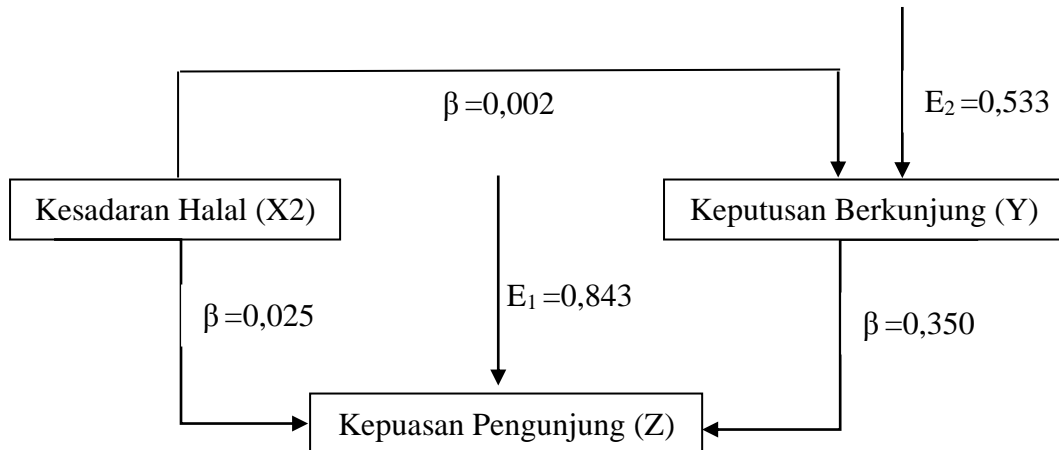 β =0,002
E₂ =0,533
Kesadaran Halal (X2)
Keputusan Berkunjung (Y)
β =0,025
E₁ =0,843
β =0,350
Kepuasan Pengunjung (Z)